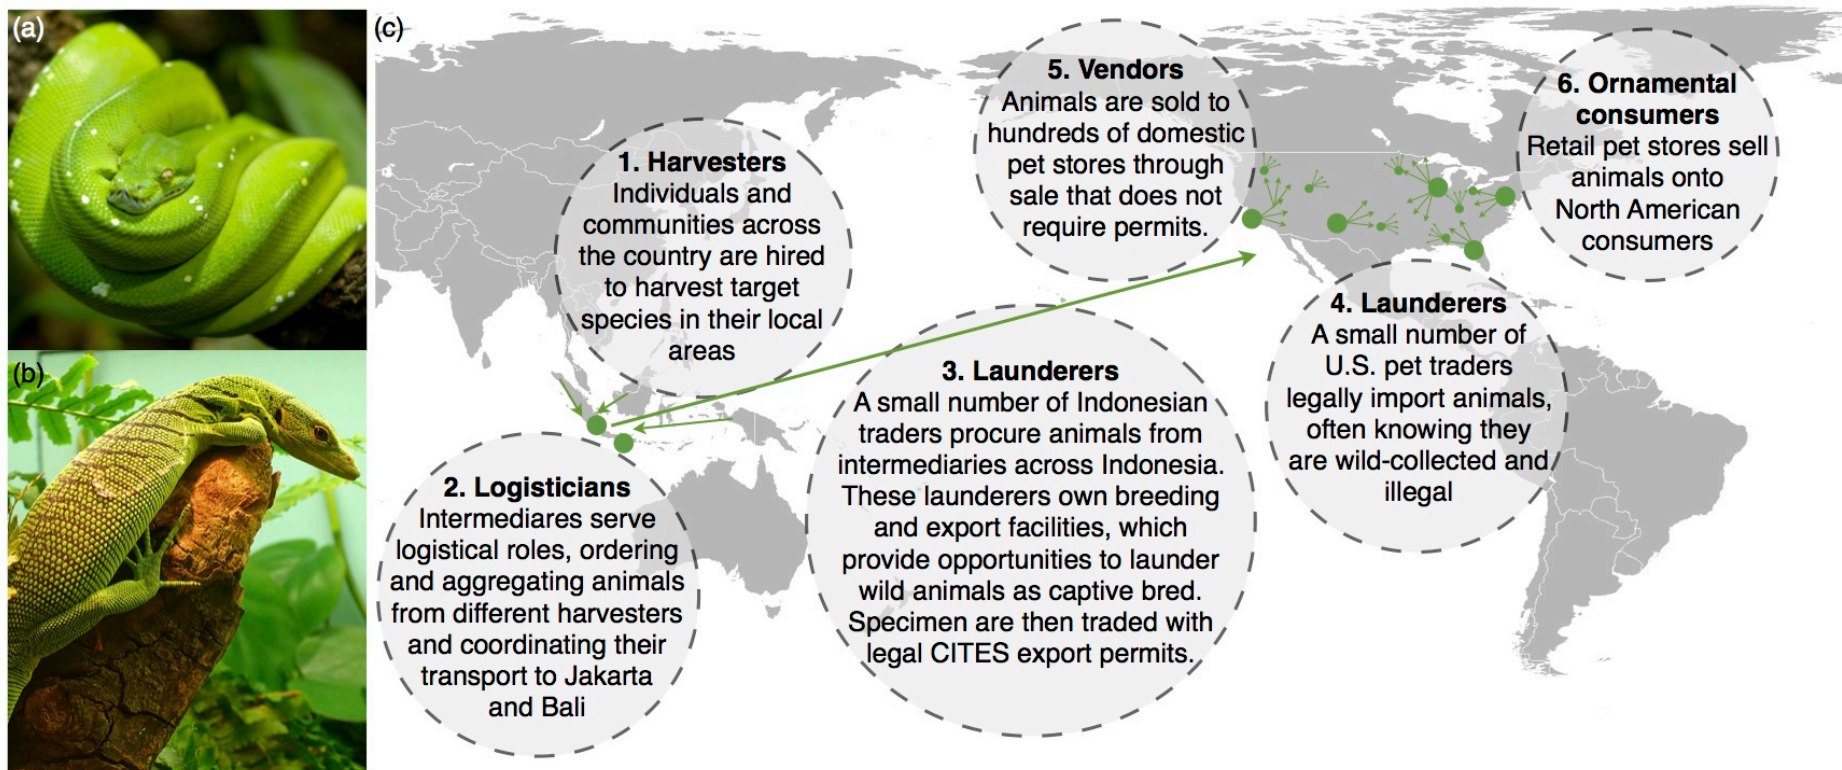 (a)
(b)
(c)
1. Harvesters
Individuals and
communities across
the country are hired
to harvest target
species in their local
areas
2. Logisticians
Intermediares serve
logistical roles, ordering
and aggregating animals
from different harvesters
and coordinating their
transport to Jakarta
and Bali
3. Launderers
A small number of Indonesian
traders procure animals from
intermediaries across Indonesia.
These launderers own breeding
and export facilities, which
provide opportunities to launder
wild animals as captive bred.
Specimen are then traded with
legal CITES export permits.
4. Launderers
A small number of
U.S. pet traders
legally import animals,
often knowing they
are wild-collected and
illegal
5. Vendors
Animals are sold to
hundreds of domestic
pet stores through
sale that does not
require permits.
6. Ornamental
consumers
Retail pet stores sell
animals onto
North American
consumers